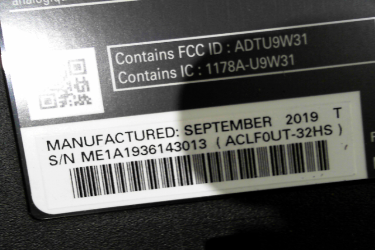 Contains FCC ID : ADTU9W31
Contains IC : 1178A-U9W31
MANUFACTURED: SEPTEMBER 2019 T
S/N ME1A1936143013 ( ACLF0UT-32HS )